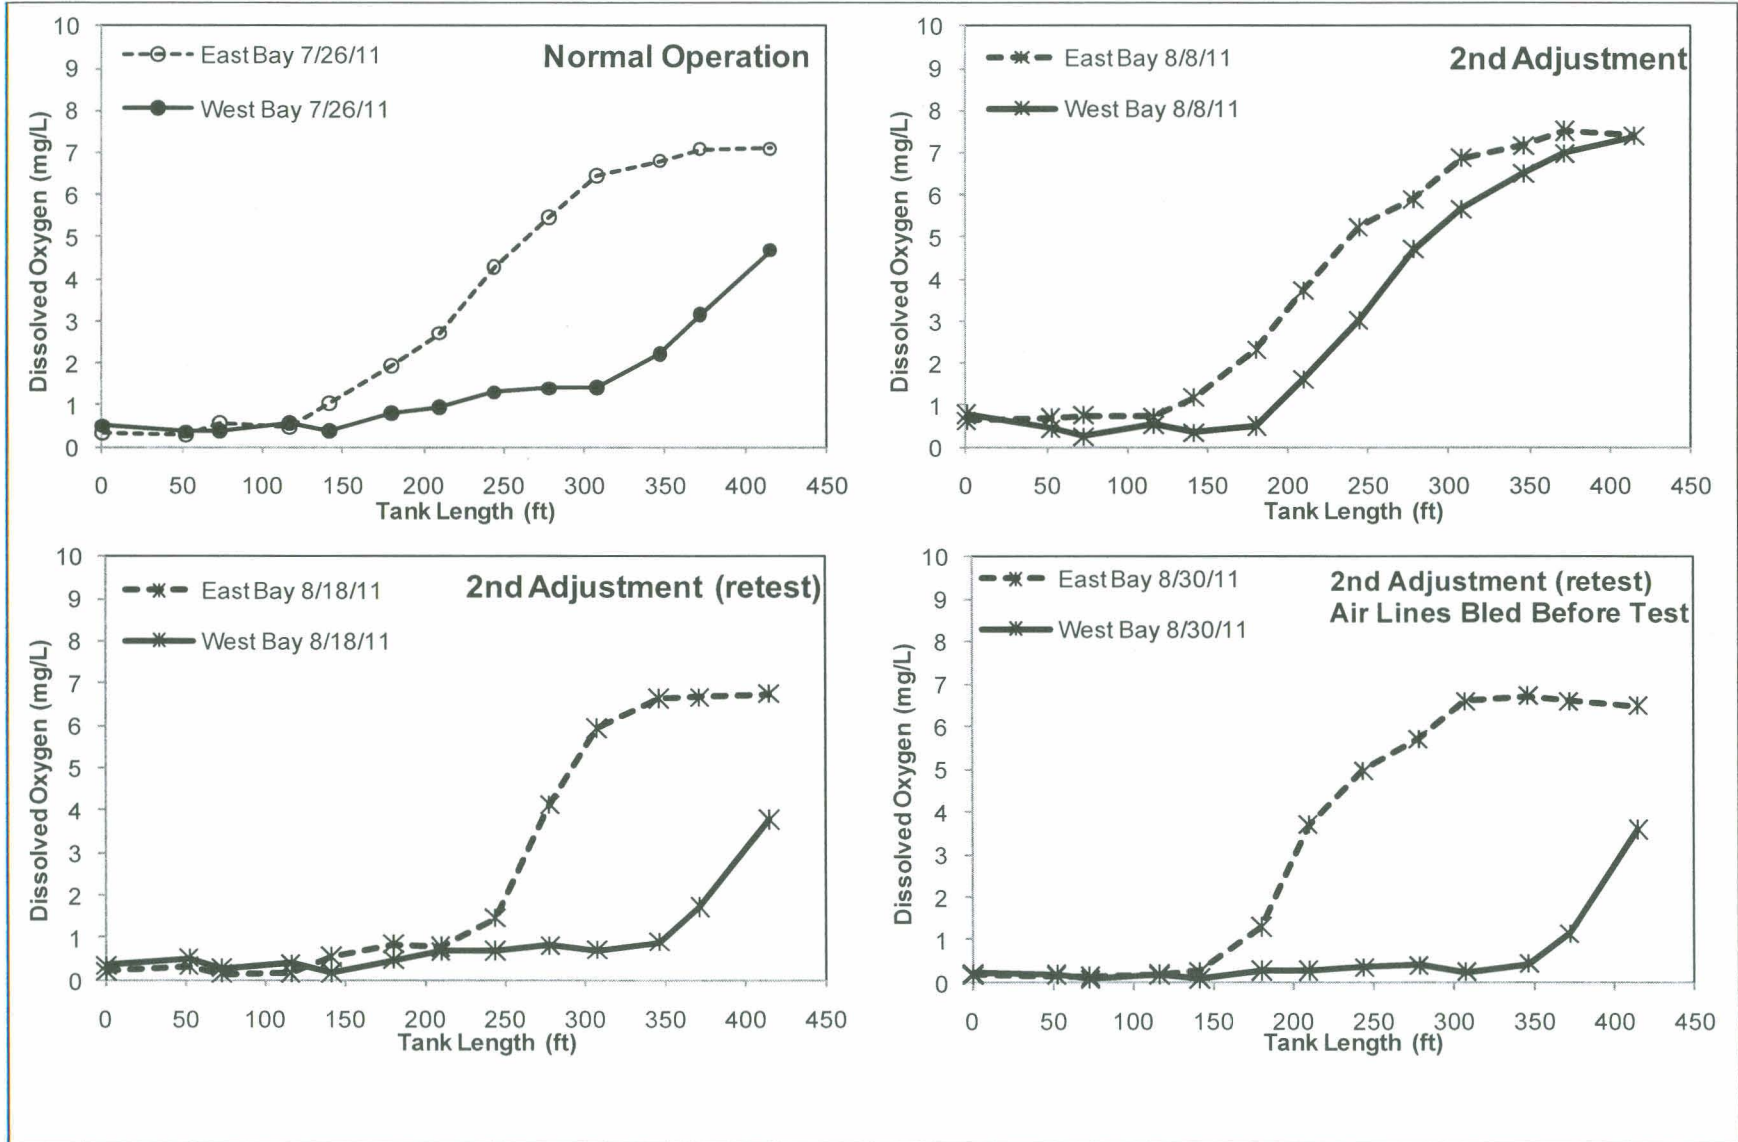 Normal Operation
East Bay 7/26/11
West Bay 7/26/11
Dissolved Oxygen (mg/L)
10
9
8
7
6
5
4
3
2
1
0
0 50 100 150 200 250 300 350 400 450
Tank Length (ft)
2nd Adjustment
East Bay 8/8/11
West Bay 8/8/11
Dissolved Oxygen (mg/L)
10
9
8
7
6
5
4
3
2
1
0
0 50 100 150 200 250 300 350 400 450
Tank Length (ft)
2nd Adjustment (retest)
East Bay 8/18/11
West Bay 8/18/11
Dissolved Oxygen (mg/L)
10
9
8
7
6
5
4
3
2
1
0
0 50 100 150 200 250 300 350 400 450
Tank Length (ft)
2nd Adjustment (retest)
Air Lines Bled Before Test
East Bay 8/30/11
West Bay 8/30/11
Dissolved Oxygen (mg/L)
10
9
8
7
6
5
4
3
2
1
0
0 50 100 150 200 250 300 350 400 450
Tank Length (ft)